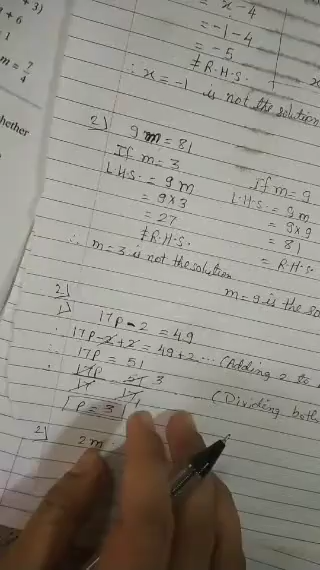 + 3)
+ 6
1
m = 7/4
hether
= x - 4
= -1 - 4
= -5
≠ R.H.S.
∴ x = -1 is not the solution
2) 9m = 81
If m = 3
L.H.S. = 9m
= 9×3
= 27
≠ R.H.S.
∴ m = 3 is not the solution
If m = 9
L.H.S. = 9m
= 9×9
= 81
= R.H.S.
m = 9 is the so
2)
1) 17p - 2 = 49
∴ 17p - 2 + 2 = 49 + 2 ... (Adding 2 to
∴ 17p = 51
∴ 17p/17 = 51/17 3 (Dividing both
p = 3
2) 2m